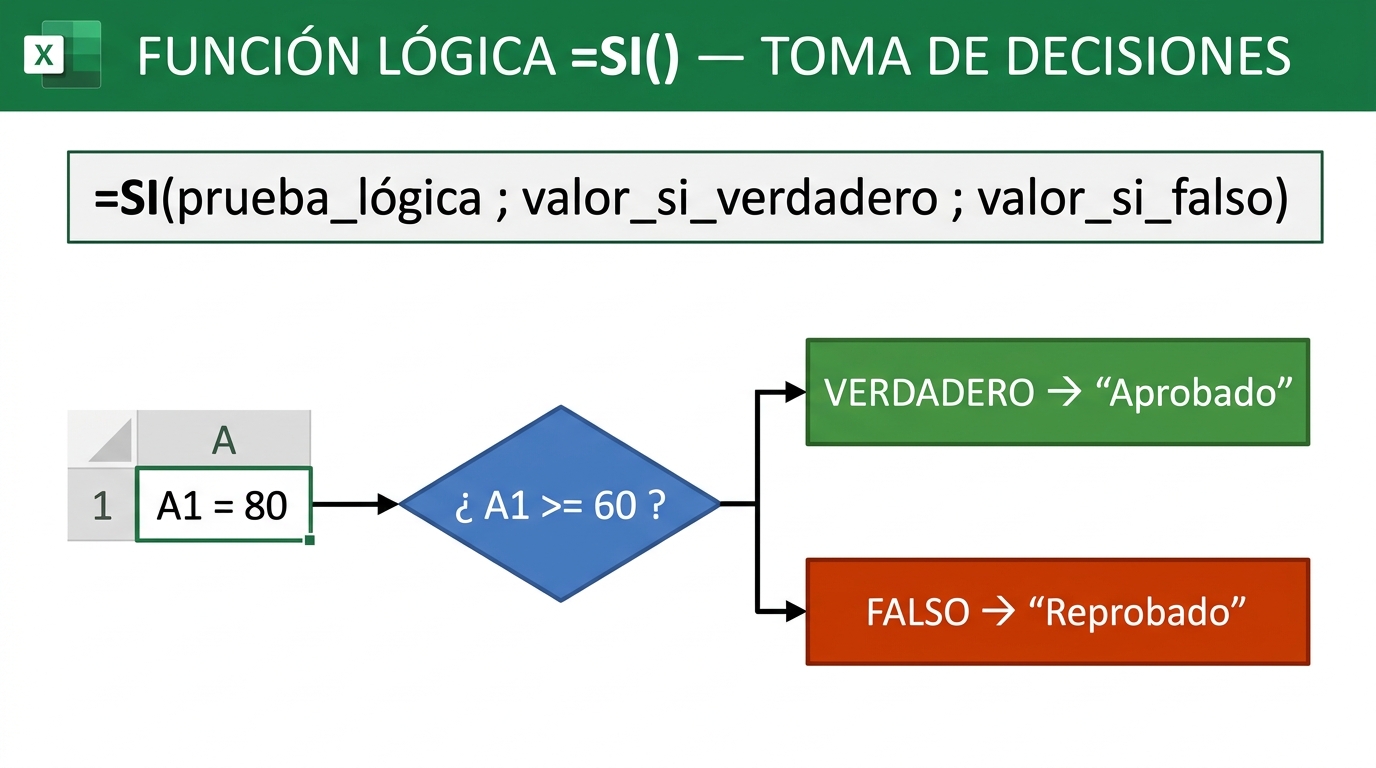 X
FUNCIÓN LÓGICA =SI() — TOMA DE DECISIONES
=SI(prueba_lógica ; valor_si_verdadero ; valor_si_falso)
A
1
A1 = 80
¿ A1 >= 60 ?
VERDADERO → “Aprobado”
FALSO → “Reprobado”